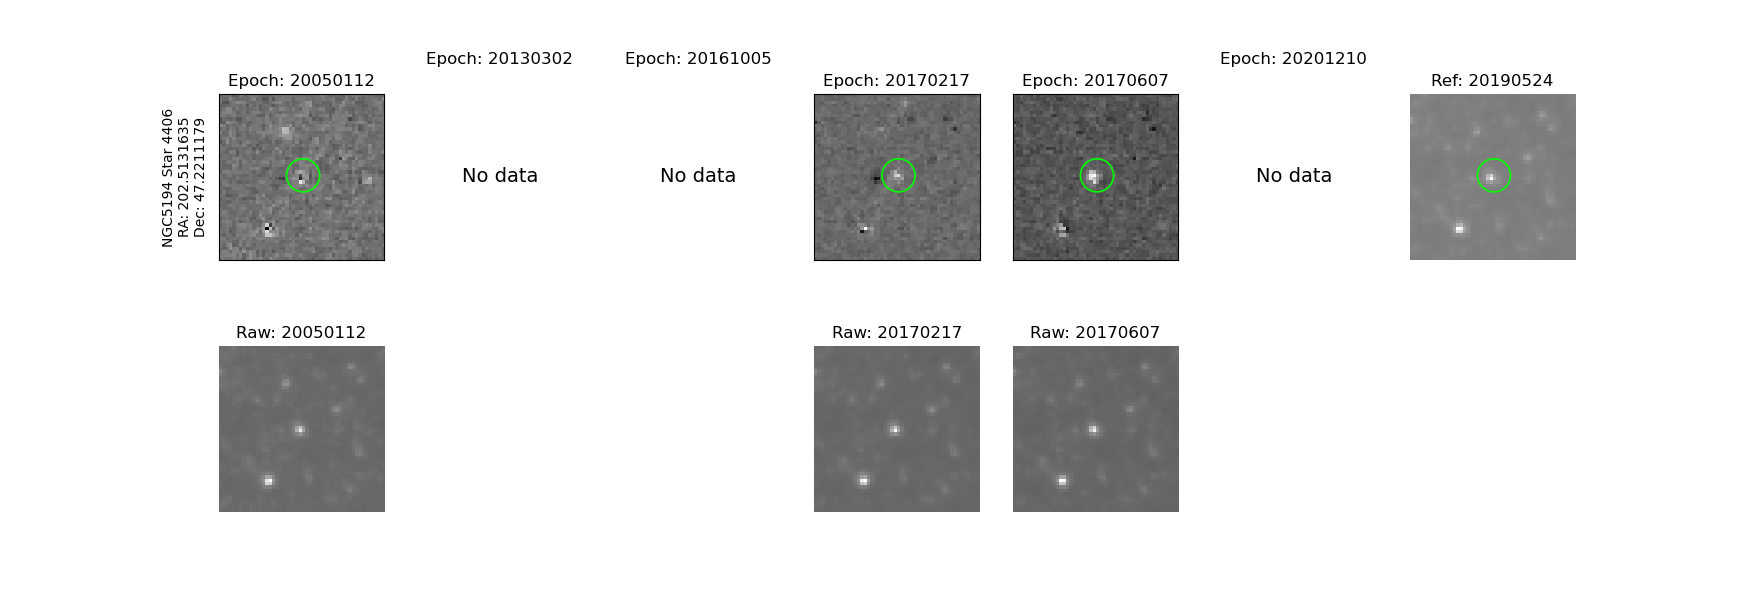 Epoch: 20130302
Epoch: 20161005
Epoch: 20201210
Epoch: 20050112
Epoch: 20170217
Epoch: 20170607
Ref: 20190524
NGC5194 Star 4406
RA: 202.5131635
Dec: 47.2211179
No data
No data
No data
Raw: 20050112
Raw: 20170217
Raw: 20170607